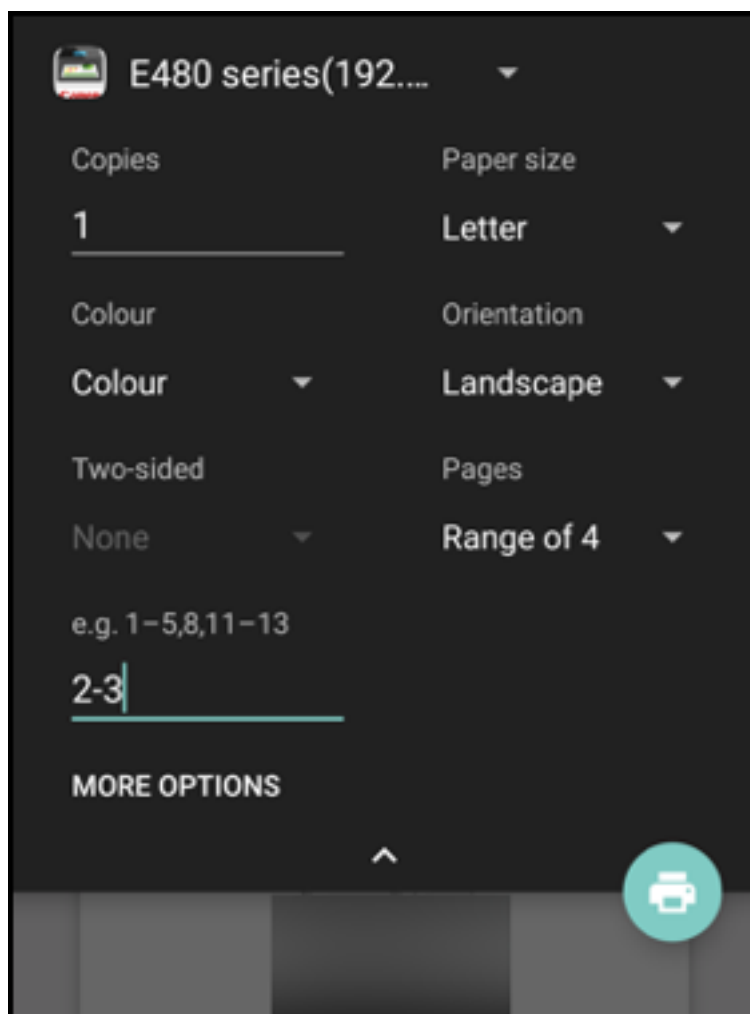 E480 series(192....
Copies
Paper size
1
Letter
Colour
Orientation
Colour
Landscape
Two-sided
Pages
None
Range of 4
e.g. 1–5,8,11–13
2-3
MORE OPTIONS